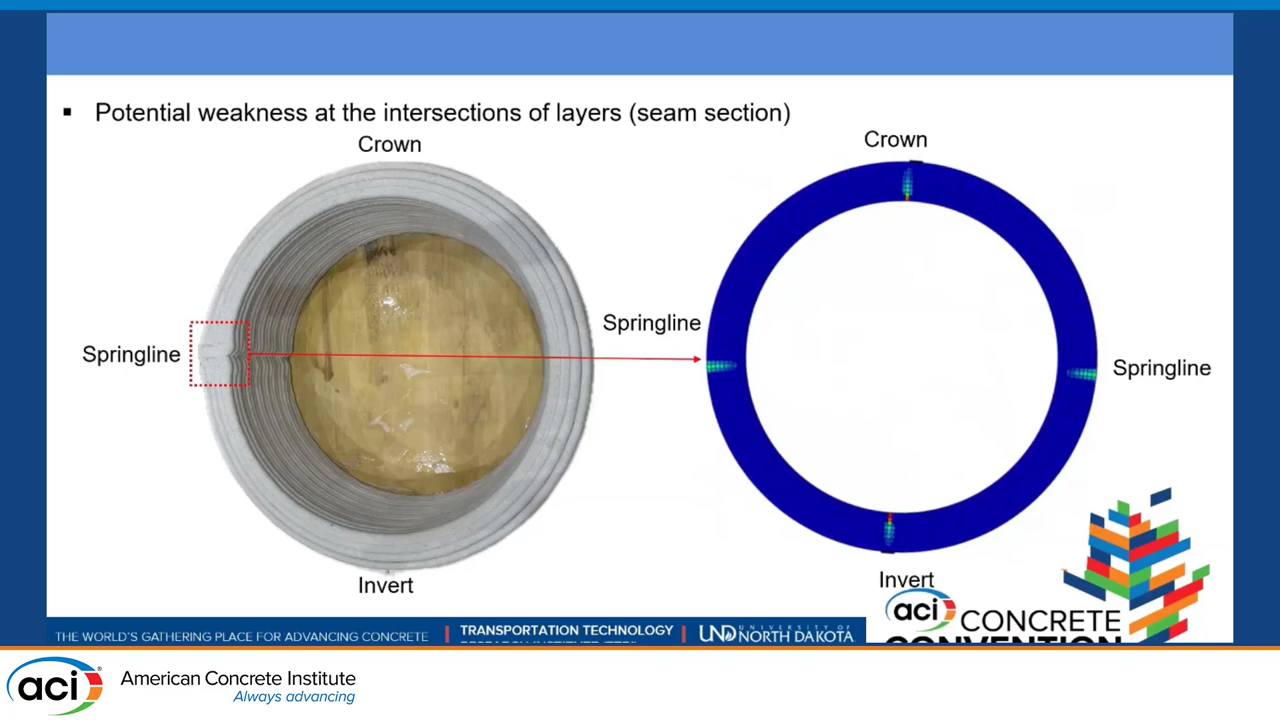 ▪ Potential weakness at the intersections of layers (seam section)
Crown
Crown
Springline
Springline
Springline
Invert
Invert
THE WORLD'S GATHERING PLACE FOR ADVANCING CONCRETE
TRANSPORTATION TECHNOLOGY
UND UNIVERSITY OF
NORTH DAKOTA
aci CONCRETE
CONVENTION
aci® American Concrete Institute
Always advancing